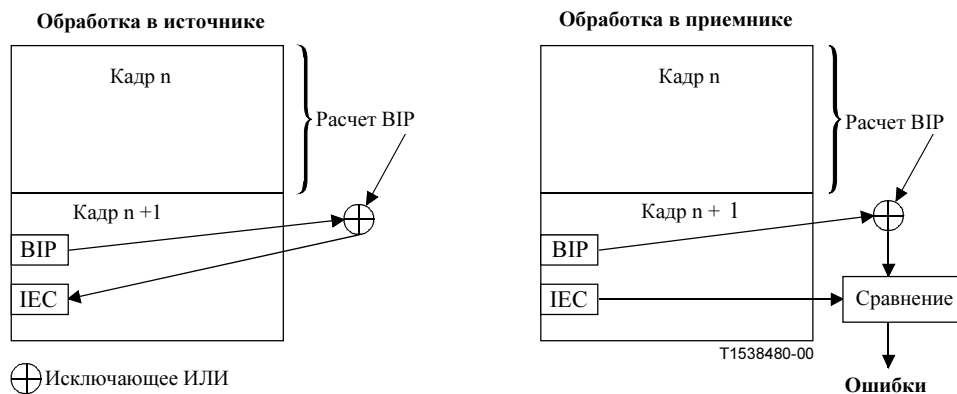 Обработка в источнике
Кадр n
Расчет BIP
Кадр n +1
BIP
IEC
Исключающее ИЛИ
Обработка в приемнике
Кадр n
Расчет BIP
Кадр n + 1
BIP
IEC
Сравнение
T1538480-00
Ошибки